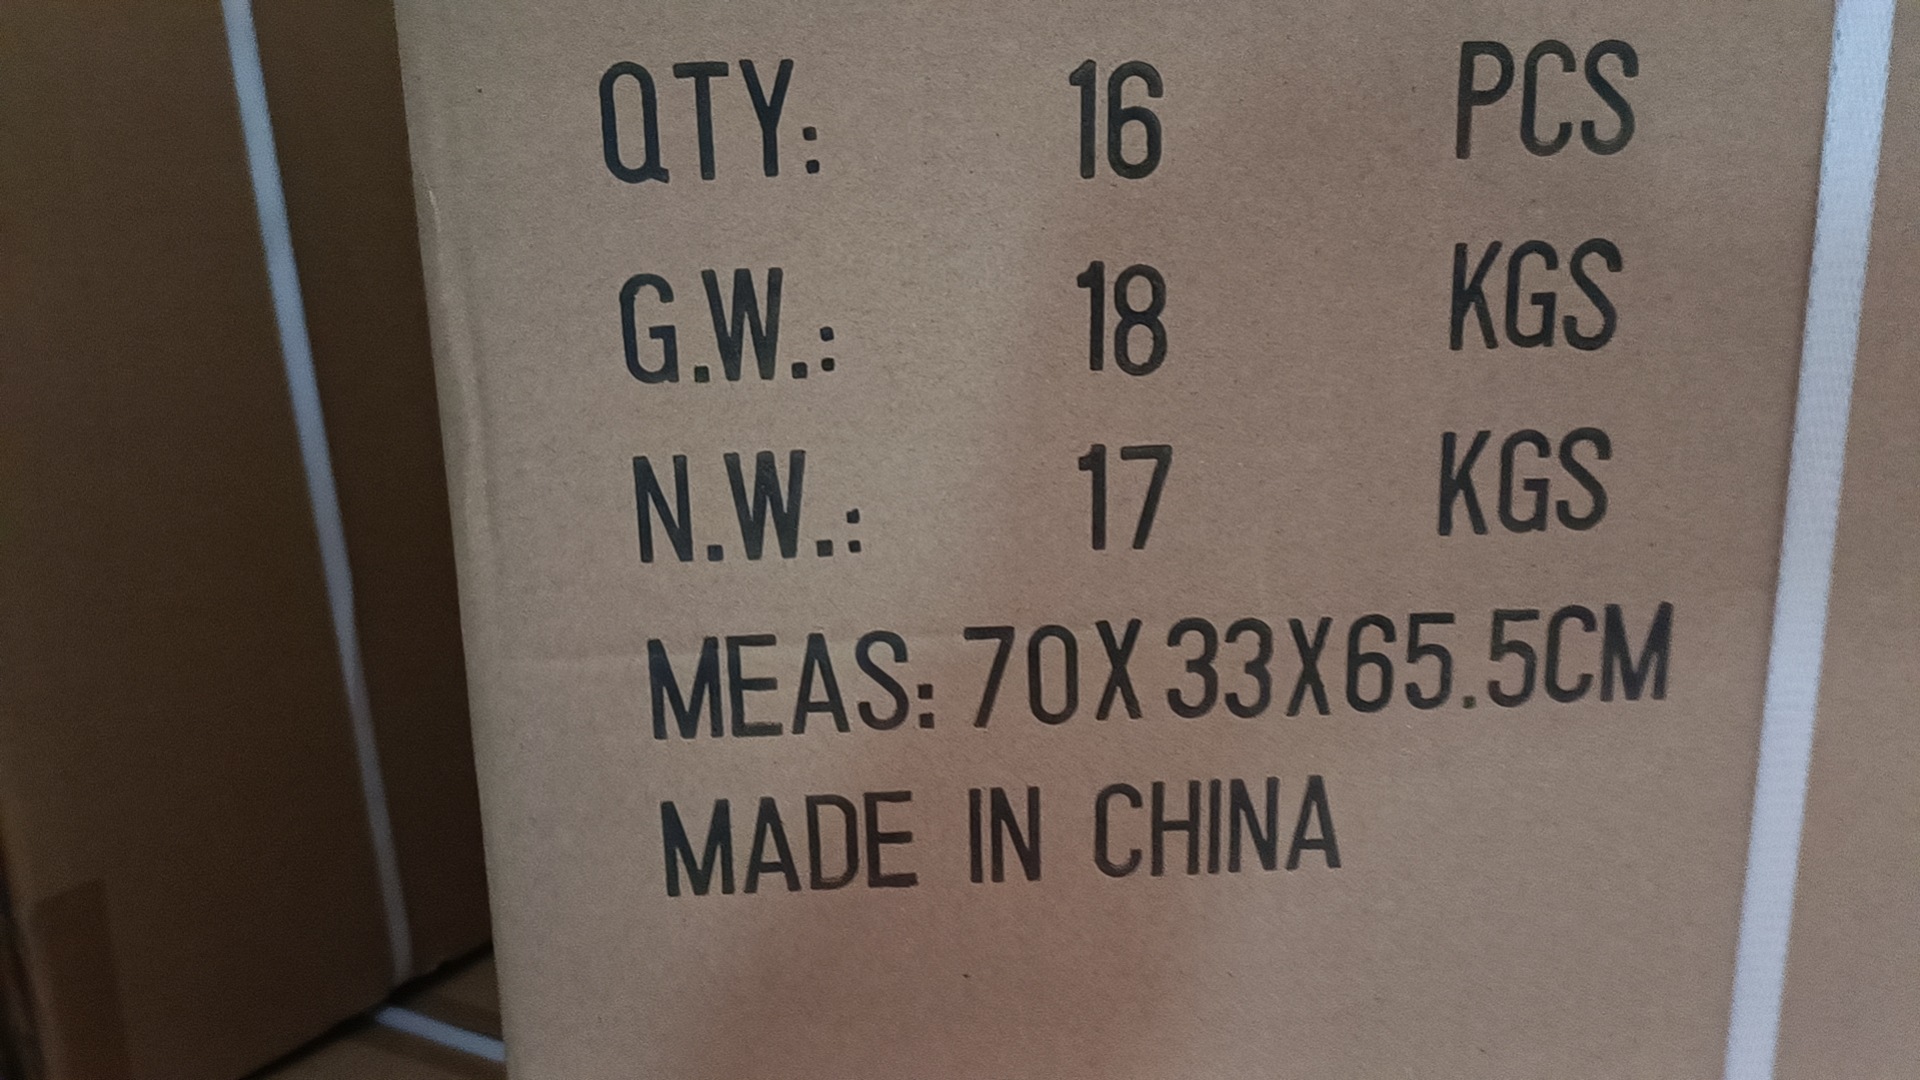 QTY: 16 PCS
G.W.: 18 KGS
N.W.: 17 KGS
MEAS: 70X33X65.5CM
MADE IN CHINA